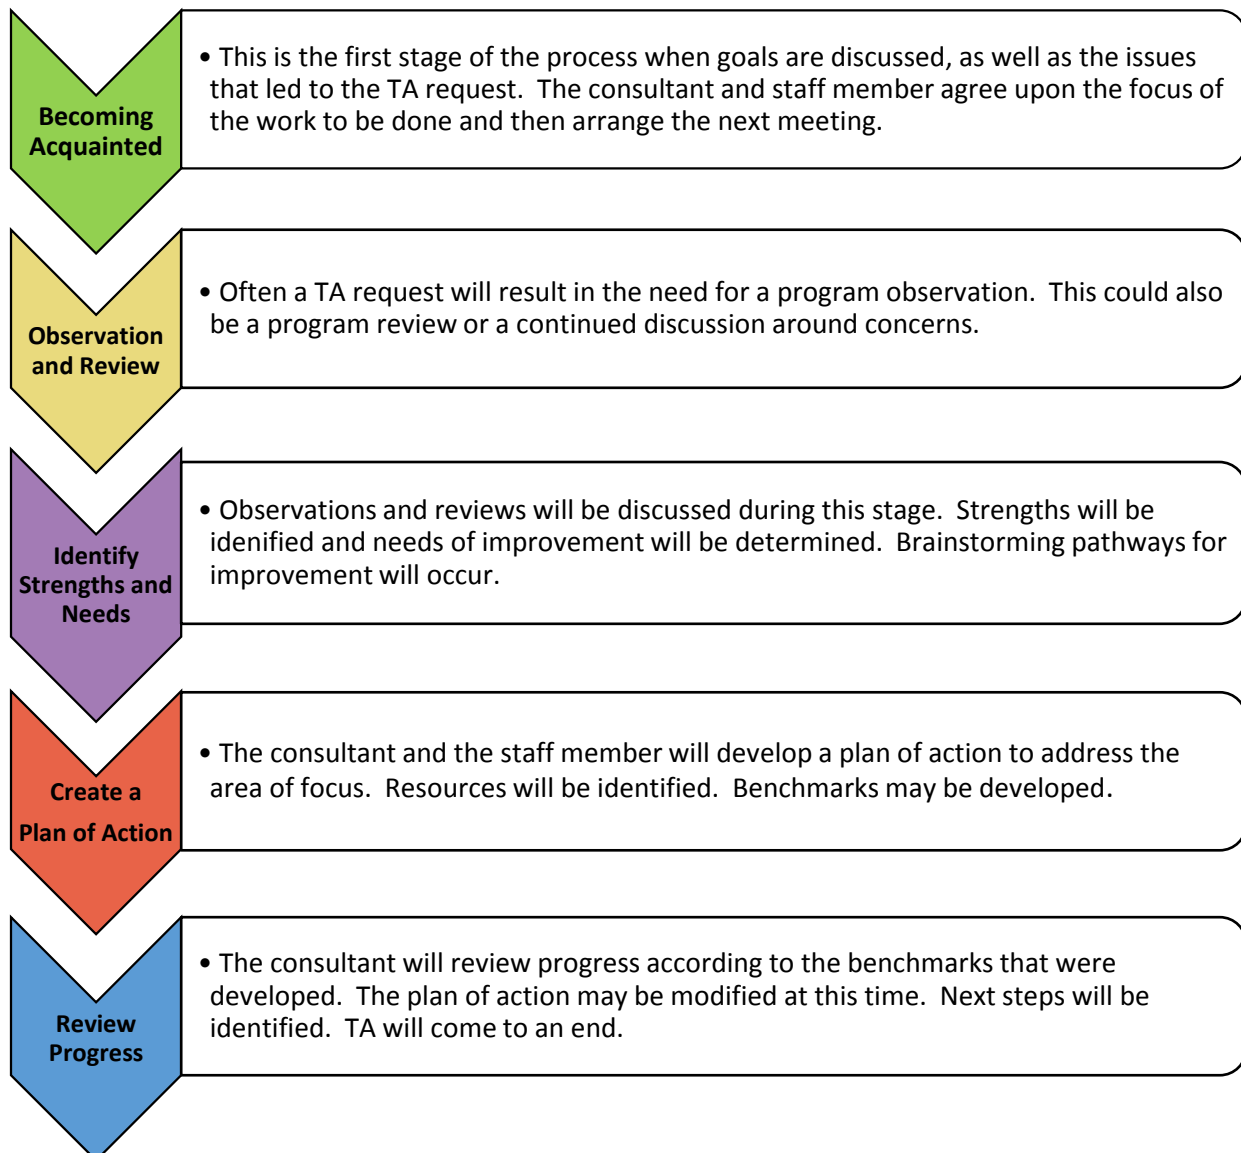 Becoming
Acquainted
• This is the first stage of the process when goals are discussed, as well as the issues
that led to the TA request.  The consultant and staff member agree upon the focus of
the work to be done and then arrange the next meeting.
Observation
and Review
• Often a TA request will result in the need for a program observation.  This could also
be a program review or a continued discussion around concerns.
Identify
Strengths and
Needs
• Observations and reviews will be discussed during this stage.  Strengths will be
idenified and needs of improvement will be determined.  Brainstorming pathways for
improvement will occur.
Create a
Plan of Action
• The consultant and the staff member will develop a plan of action to address the
area of focus.  Resources will be identified.  Benchmarks may be developed.
Review
Progress
• The consultant will review progress according to the benchmarks that were
developed.  The plan of action may be modified at this time.  Next steps will be
identified.  TA will come to an end.